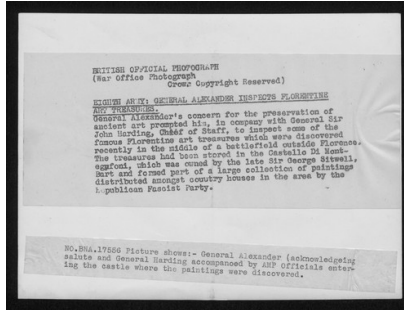 BRITISH OFFICIAL PHOTOGRAPH
(War Office Photograph
Crown Copyright Reserved)
EIGHTH ARMY: GENERAL ALEXANDER INSPECTS FLORENTINE
ART TREASURES.
General Alexander's concern for the preservation of
ancient art prompted him, in company with General Sir
John Harding, Chief of Staff, to inspect some of the
famous Florentine art treasures which were discovered
recently in the middle of a battlefield outside Florence.
The treasures had been stored in the Castello Di Mont-
egufoni, which was owned by the late Sir George Sitwell,
Bart and formed part of a large collection of paintings
distributed amongst country houses in the area by the
Republican Fascist Party.
NO.BNA.17586 Picture shows:- General Alexander (acknowledgeing
salute and General Harding accompanied by AMF Officials enter-
ing the castle where the paintings were discovered.